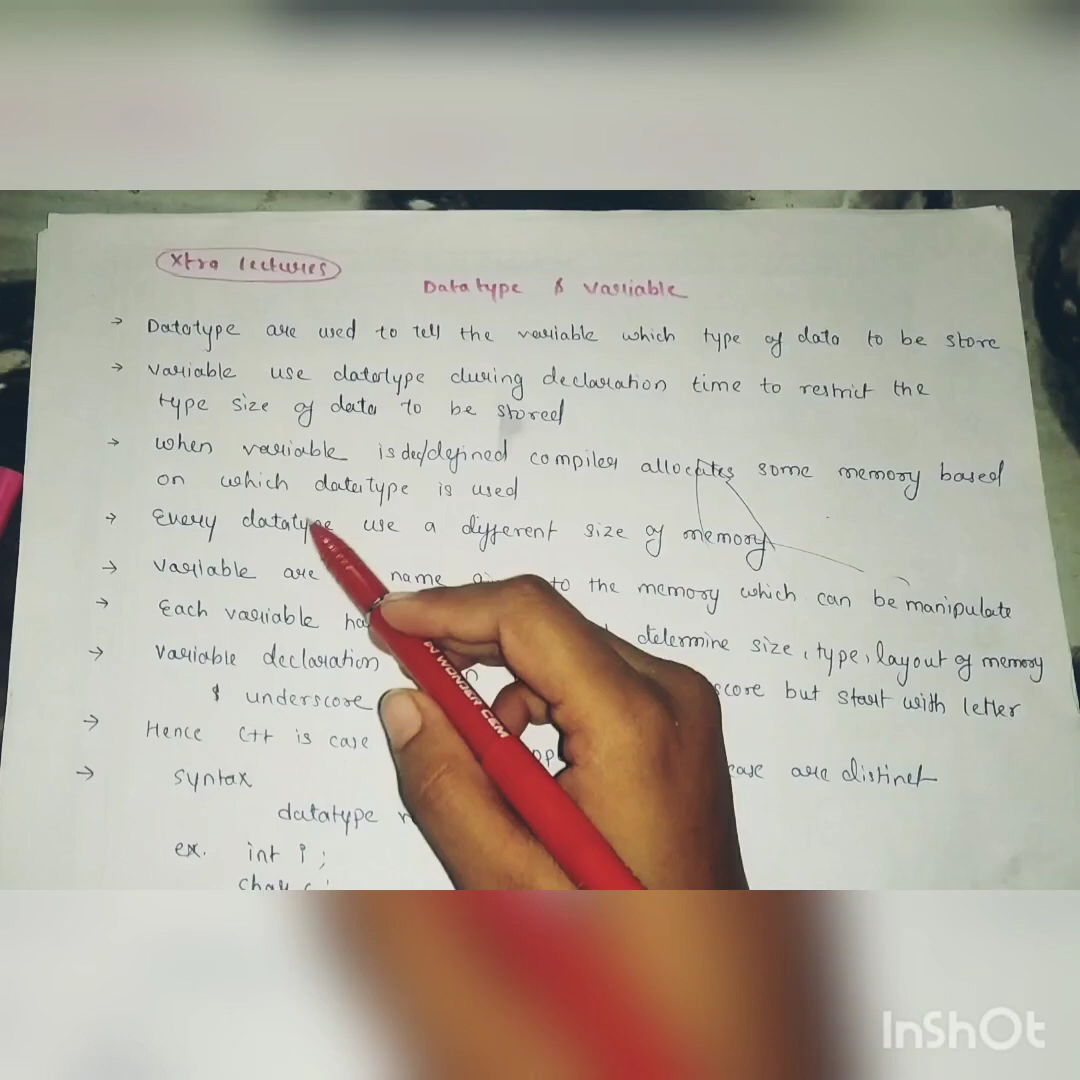 Xtra lectures
Datatype & Variable
→ Datatype are used to tell the variable which type of data to be store
→ Variable use datatype during declaration time to restrict the
type size of data to be stored
→ when variable is dec/defined compiler allocates some memory based
on which datatype is used
→ Every datatype use a different size of memory
→ Variable are name to the memory which can be manipulate
→ Each variable determine size, type, layout of memory
→ Variable declaration
& underscore but start with letter
→ Hence C++ is case are distinct
→ Syntax
datatype
ex. int i;
char c;
W WONDER GEM
InShOt